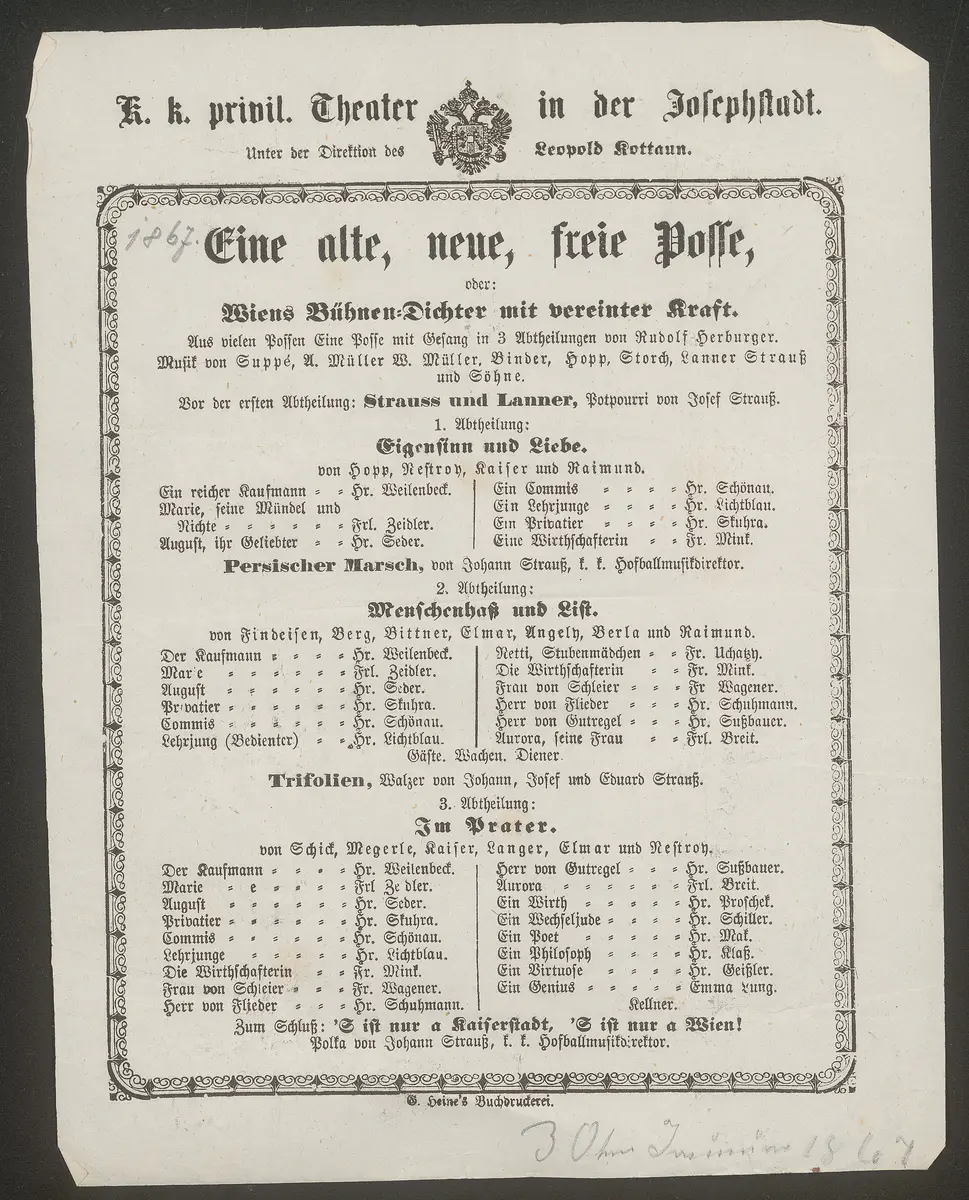 K. k. privil. Theater in der Josephstadt.
Unter der Direktion des Leopold Kottaun.
1867.
Eine alte, neue, freie Posse,
oder:
Wiens Bühnen-Dichter mit vereinter Kraft.
Aus vielen Possen Eine Posse mit Gesang in 3 Abtheilungen von Rudolf Herburger.
Musik von Suppé, A. Müller W. Müller, Binder, Hopp, Storch, Lanner Strauß
und Söhne.
Vor der ersten Abtheilung: Strauss und Lanner, Potpourri von Josef Strauß.
1. Abtheilung:
Eigensinn und Liebe.
von Hopp, Nestroy, Kaiser und Raimund.
Ein reicher Kaufmann - - Hr. Weilenbeck.
Marie, seine Mündel und
Nichte - - - - - - Frl. Zeidler.
August, ihr Geliebter - - Hr. Seder.
Ein Commis - - - - Hr. Schönau.
Ein Lehrjunge - - - - Hr. Lichtblau.
Ein Privatier - - - - Hr. Skuhra.
Eine Wirthschafterin - - Fr. Mink.
Persischer Marsch, von Johann Strauß, k. k. Hofballmusikdirektor.
2. Abtheilung:
Menschenhaß und List.
von Findeisen, Berg, Bittner, Elmar, Angely, Berla und Raimund.
Der Kaufmann - - - - Hr. Weilenbeck.
Mar e - - - - - - Frl. Zeidler.
August - - - - - - Hr. Seder.
Privatier - - - - - Hr. Skuhra.
Commis - - - - - - Hr. Schönau.
Lehrjung (Bedienter) - - Hr. Lichtblau.
Netti, Stubenmädchen - - Fr. Uchatzy.
Die Wirthschafterin - - Fr. Mink.
Frau von Schleier - - - Fr Wagener.
Herr von Flieder - - - Hr. Schuhmann.
Herr von Gutregel - - - Hr. Sußbauer.
Aurora, seine Frau - - Frl. Breit.
Gäste. Wachen. Diener.
Trifolien, Walzer von Johann, Josef und Eduard Strauß.
3. Abtheilung:
Im Prater.
von Schick, Megerle, Kaiser, Langer, Elmar und Nestroy.
Der Kaufmann - - - - Hr. Weilenbeck.
Marie - - - - - - Frl Ze dler.
August - - - - - - Hr. Seder.
Privatier - - - - - Hr. Skuhra.
Commis - - - - - - Hr. Schönau.
Lehrjunge - - - - - Hr. Lichtblau.
Die Wirthschafterin - - Fr. Mink.
Frau von Schleier - - - Fr. Wagener.
Herr von Flieder - - - Hr. Schuhmann.
Herr von Gutregel - - - Hr. Sußbauer.
Aurora - - - - - - Frl. Breit.
Ein Wirth - - - - - Hr. Proschek.
Ein Wechseljude - - - - Hr. Schiller.
Ein Poet - - - - - Hr. Mak.
Ein Philosoph - - - - Hr. Klaß.
Ein Virtuose - - - - Hr. Geißler.
Ein Genius - - - - - Emma Lung.
Kellner.
Zum Schluß: 'S ist nur a Kaiserstadt, 'S ist nur a Wien!
Polka von Johann Strauß, k. k. Hofballmusikdirektor.
G. Heine's Buchdruckerei.
3 1867